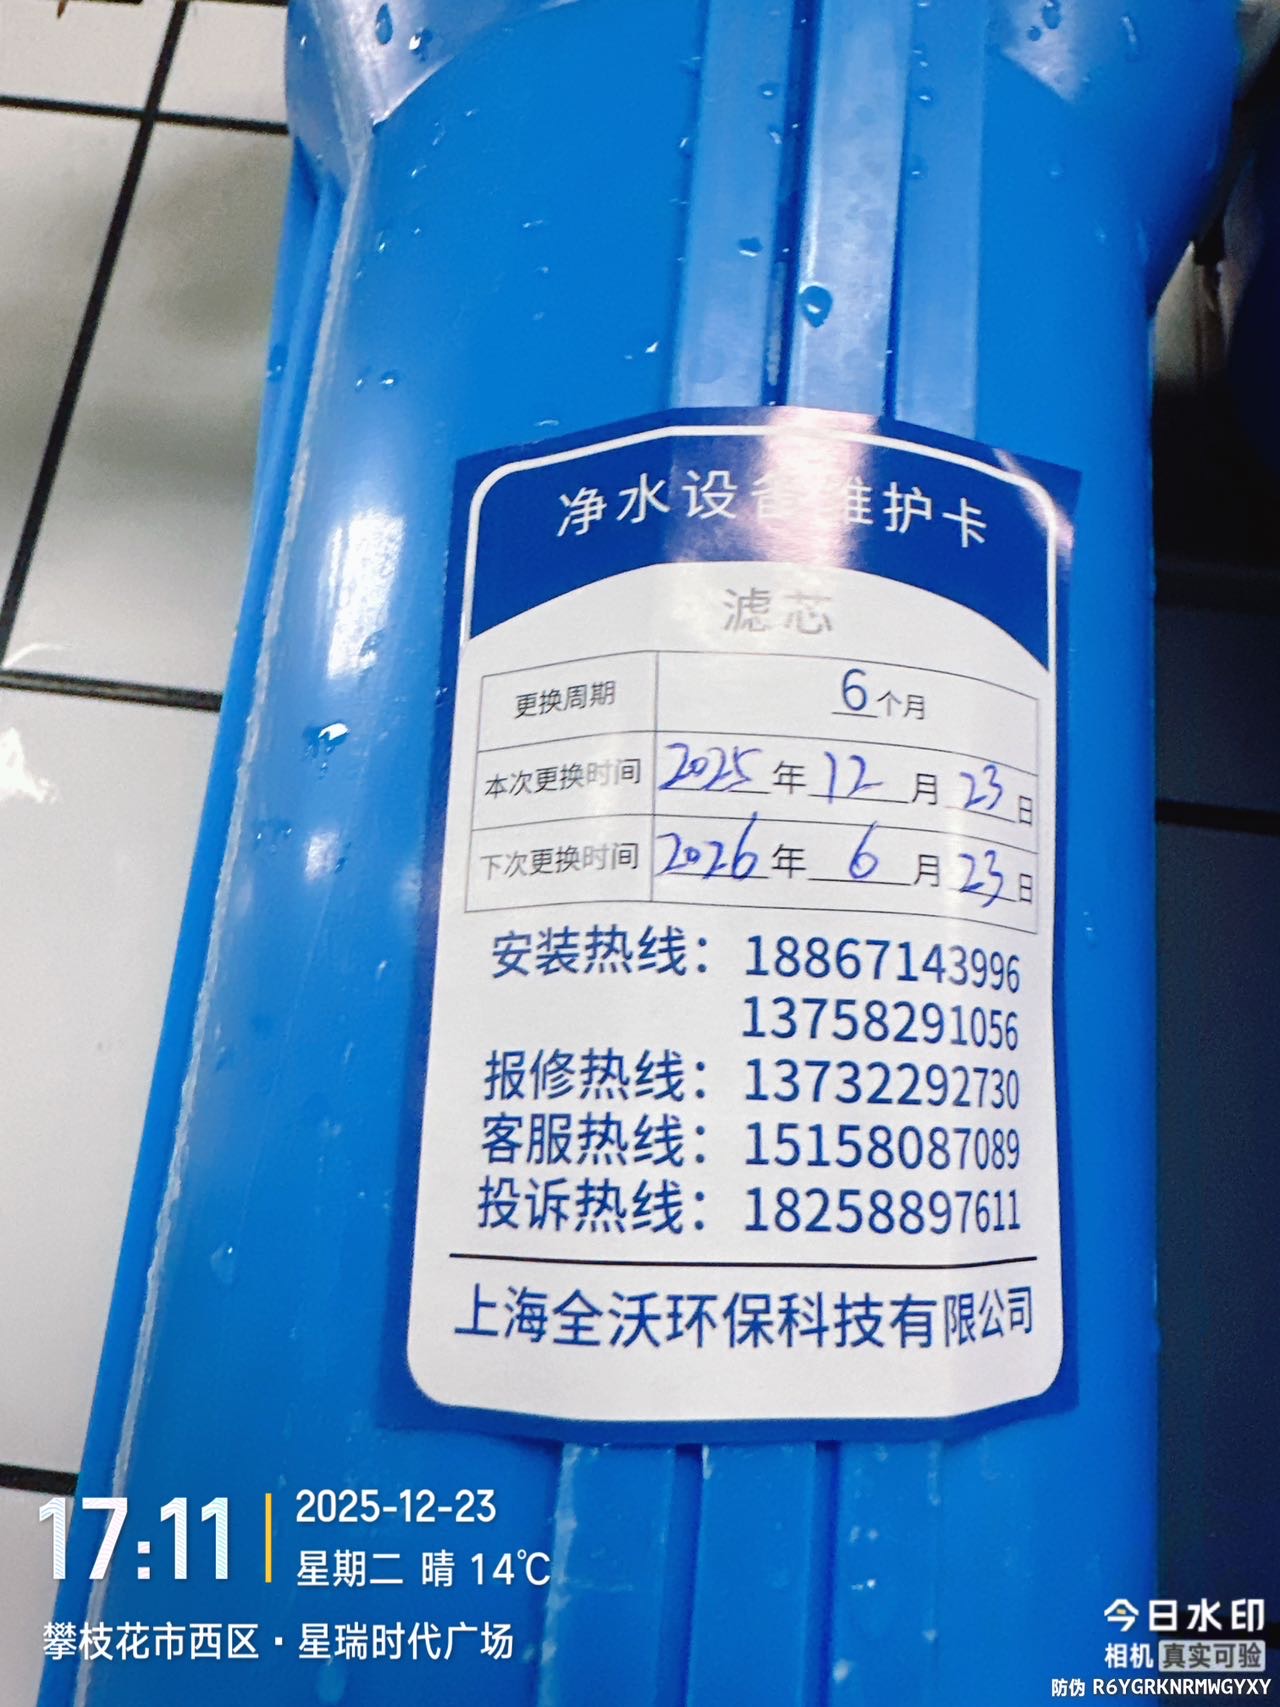 净水设备维护卡
滤芯
更换周期 6个月
本次更换时间 2025年12月23日
下次更换时间 2026年6月23日
安装热线：18867143996
13758291056
报修热线：13732292730
客服热线：15158087089
投诉热线：18258897611
上海全沃环保科技有限公司
17:11
2025-12-23
星期二 晴 14℃
攀枝花市西区·星瑞时代广场
今日水印
相机 真实可验
防伪 R6YGRKNRMWGYXY